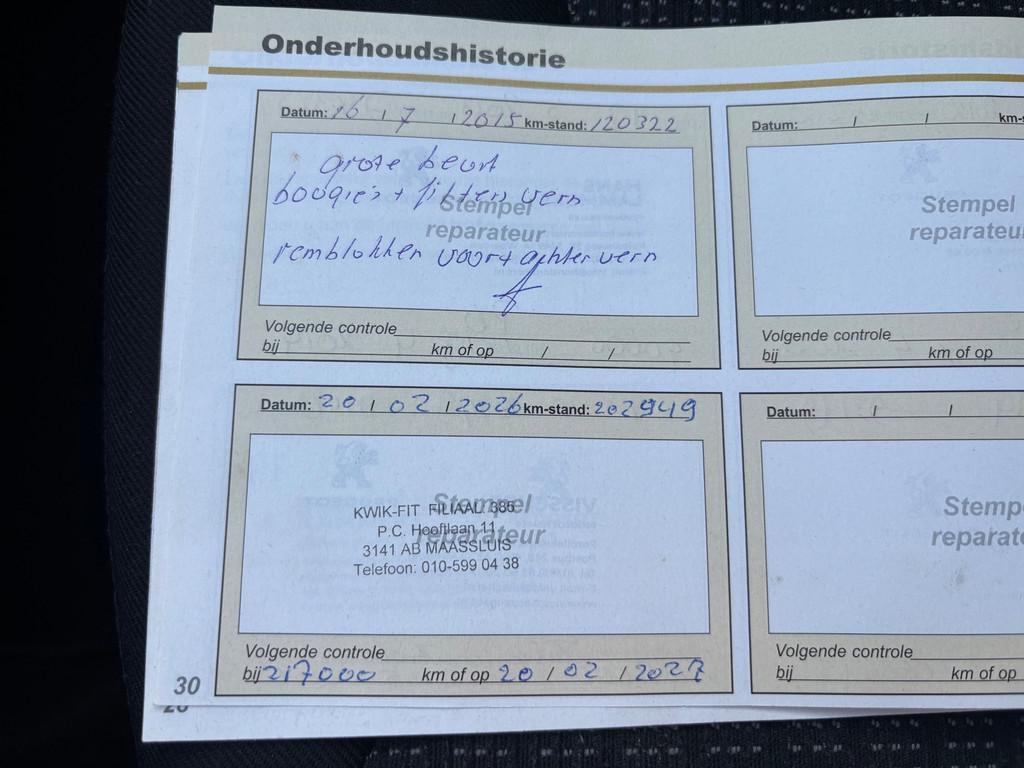 Onderhoudshistorie
Datum: 16 / 7 / 2015 km-stand: 120322
grote beurt
bougie's + filters vern
Stempel
reparateur
remblokken voor + achter vern
Volgende controle
bij km of op / /
Datum: / / km-
Stempel
reparateu
Volgende controle
bij km of op
Datum: 20 / 02 / 2026 km-stand: 202949
Stempel
reparateur
KWIK-FIT FILIAAL 385
P.C. Hooftlaan 11
3141 AB MAASSLUIS
Telefoon: 010-599 04 38
Volgende controle
bij 217000 km of op 20 / 02 / 2027
Datum: / /
Stemp
reparate
Volgende controle
bij km of op
30